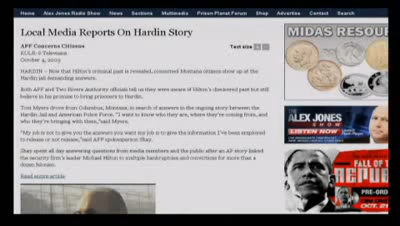 Home Alex Jones Radio Show News Sections Multimedia Prison Planet Forum Shop Advertise Contact Search
Local Media Reports On Hardin Story
APF Concerns Citizens
KULR-8 Television
October 4, 2009
Text size
HARDIN - Now that Hilton's criminal past is revealed, concerned Montana citizens show up at the
Hardin jail demanding answers.
Both APF and Two Rivers Authority officials tell us they were aware of Hilton's discovered past but still
believe in his promise to bring prisoners to Hardin.
Tom Myers drove from Columbus, Montana, in search of answers in the ongoing story between the
Hardin Jail and American Police Force. "I want to know who they are, where they're coming from, and
who they're bringing with them," said Myers.
"My job is not to give you the answers you want my job is to give the information I've been employed
to release or not release," said APF spokesperson Shay.
Shay spent all day answering questions from media members and the public after an AP story linked
the security firm's leader Michael Hilton to multiple bankruptcies and convictions for more than a
dozen felonies.
Read entire article
MIDAS RESOU
THE
ALEX JONES
SHOW
LISTEN NOW
FALL OF
REPUB
PRE-OR
OCT. 21